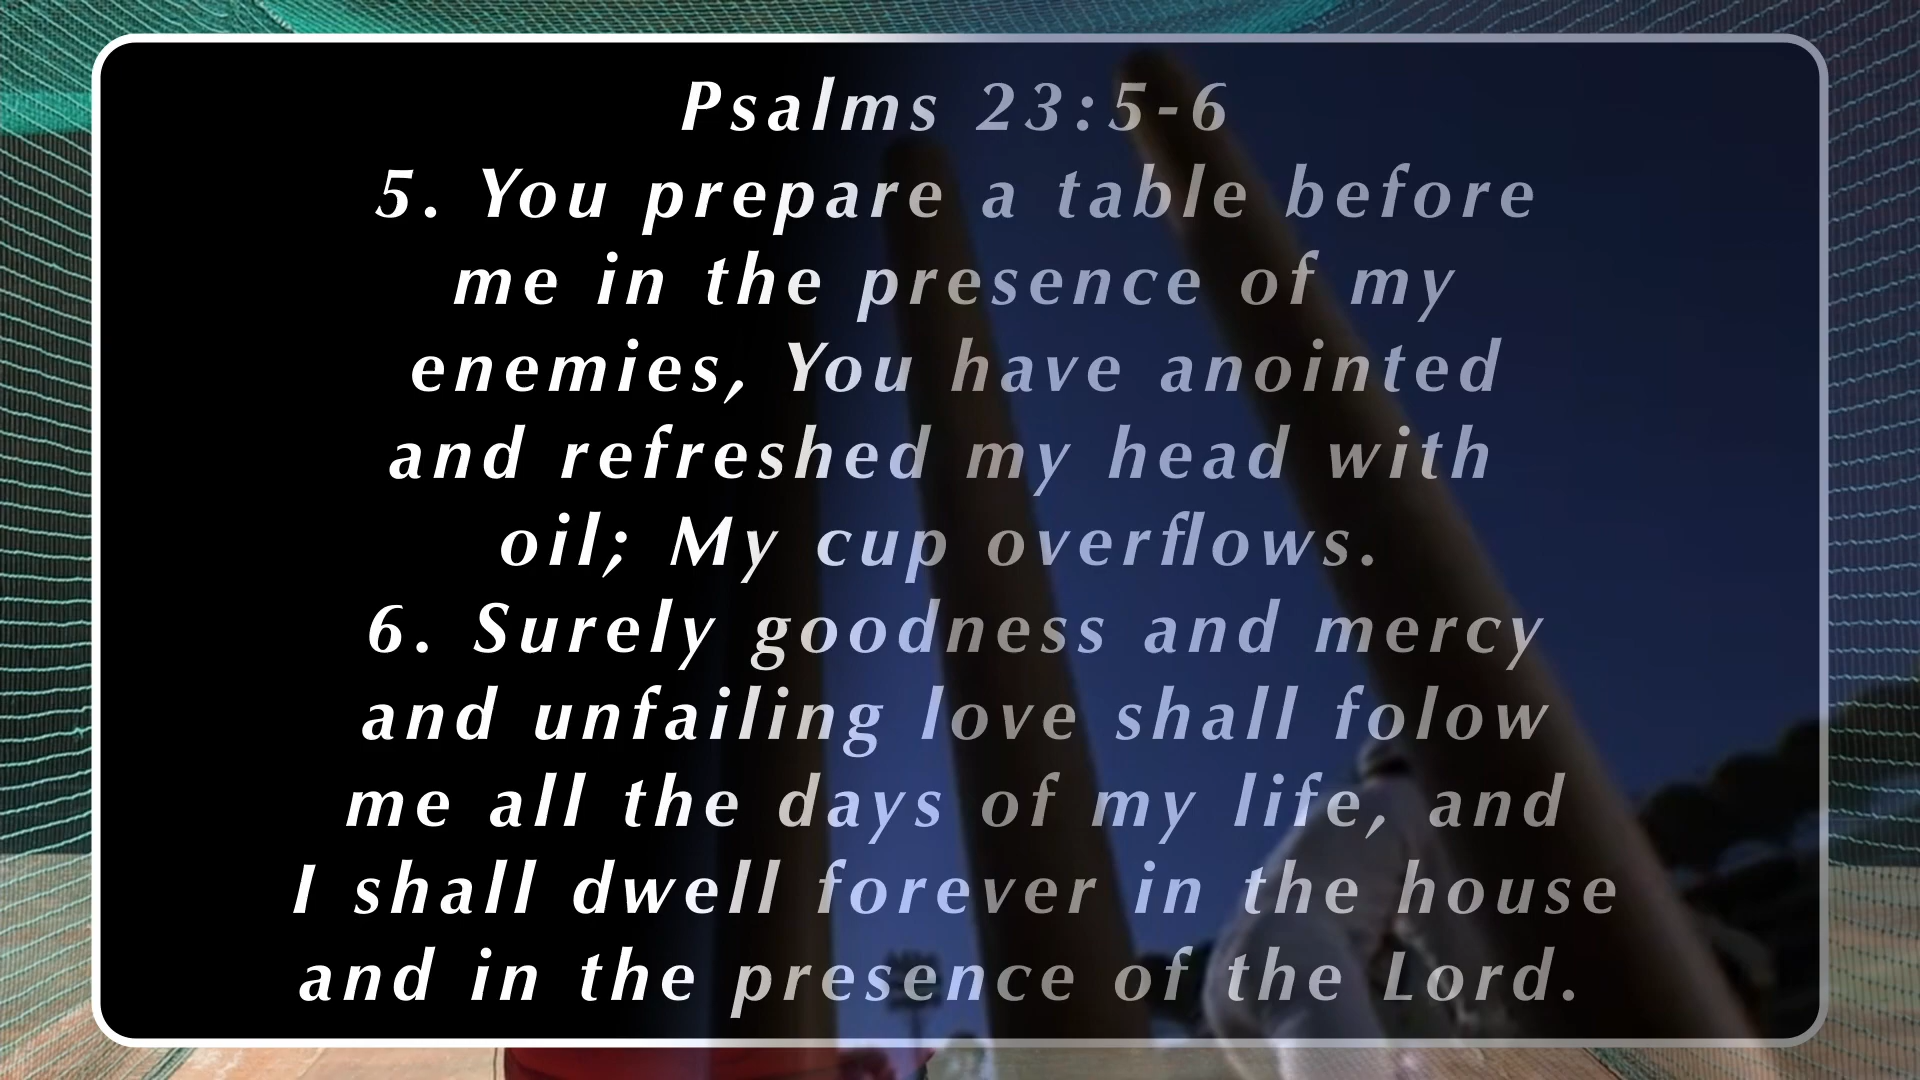 Psalms 23:5-6
5. You prepare a table before
me in the presence of my
enemies, You have anointed
and refreshed my head with
oil; My cup overflows.
6. Surely goodness and mercy
and unfailing love shall folow
me all the days of my life, and
I shall dwell forever in the house
and in the presence of the Lord.